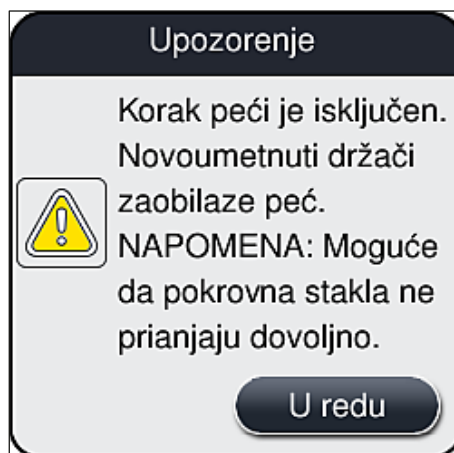 Upozorenje
Korak peći je isključen.
Novoumetnuti držači
zaobilaze peć.
NAPOMENA: Moguće
da pokrovna stakla ne
prianjaju dovoljno.
U redu